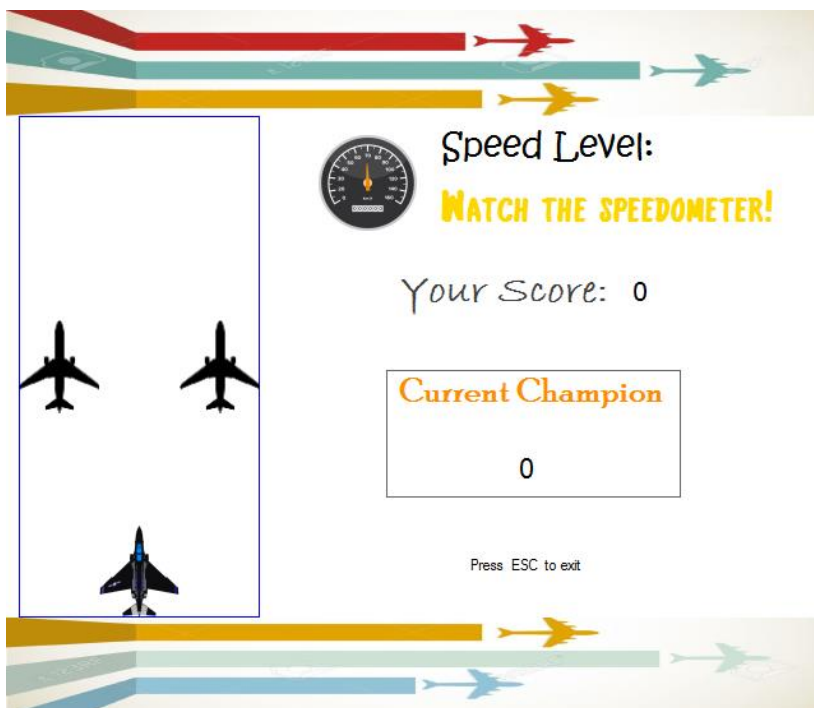 Speed Level:
WATCH THE SPEEDOMETER!
Your Score: 0
Current Champion
0
Press ESC to exit